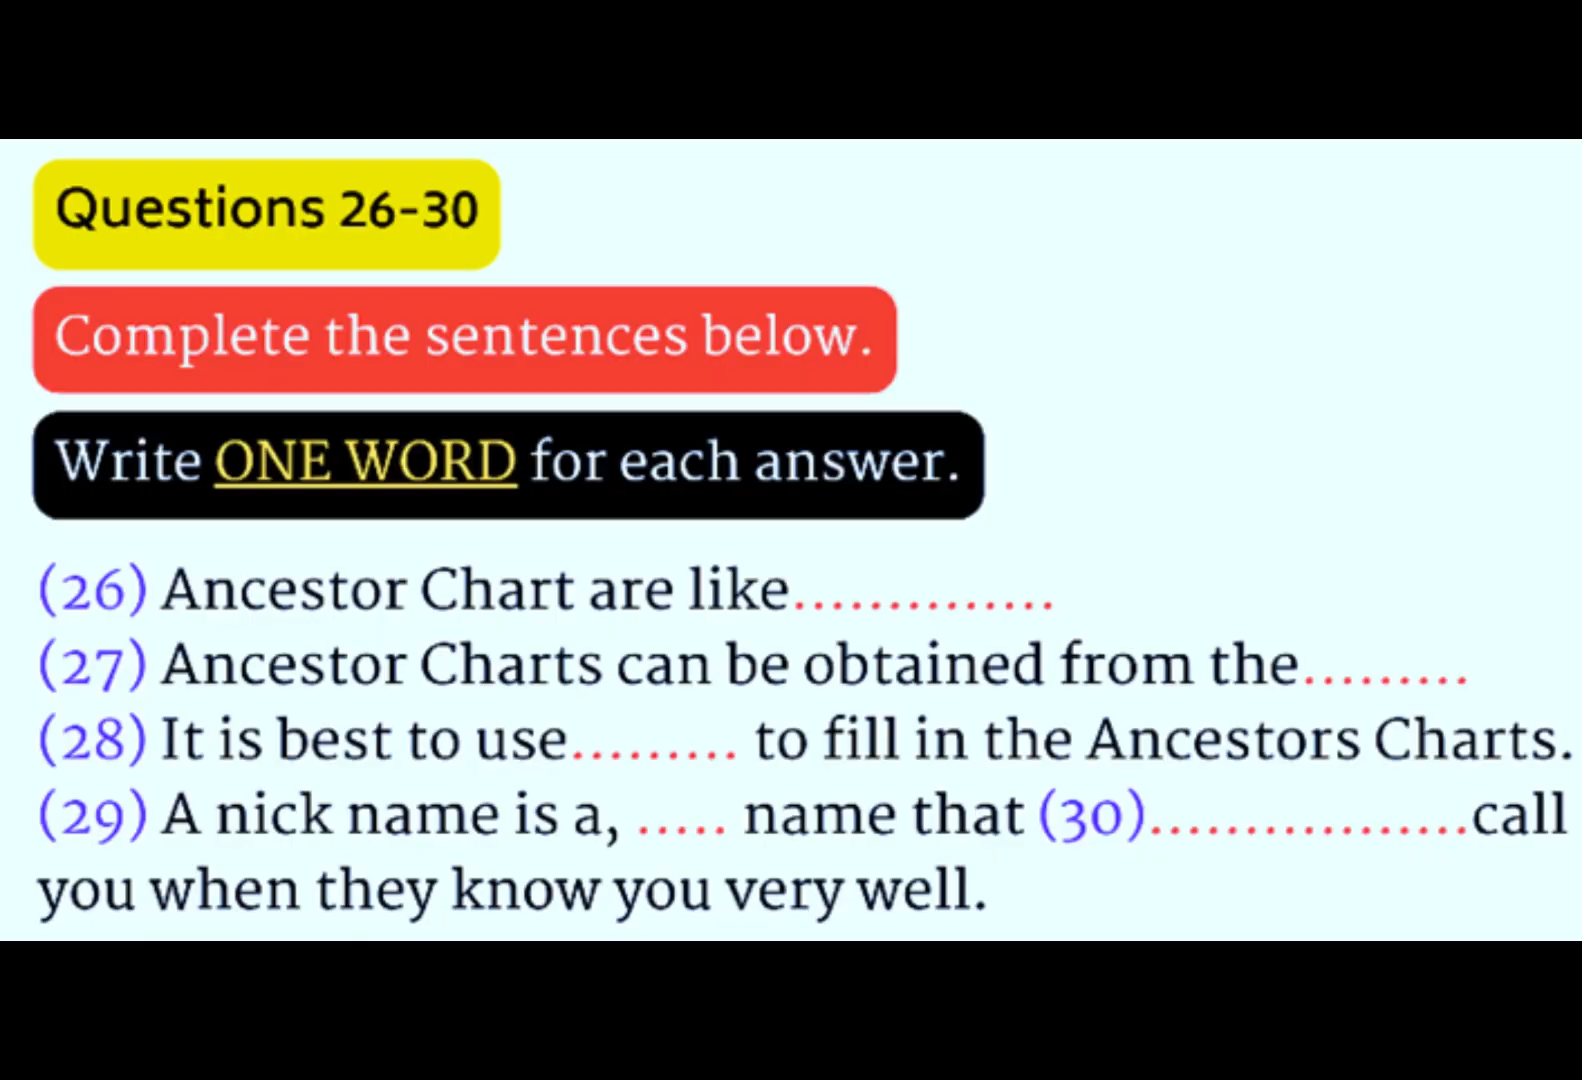 Questions 26-30
Complete the sentences below.
Write ONE WORD for each answer.
(26) Ancestor Chart are like..............
(27) Ancestor Charts can be obtained from the.........
(28) It is best to use......... to fill in the Ancestors Charts.
(29) A nick name is a, ..... name that (30).................call
you when they know you very well.